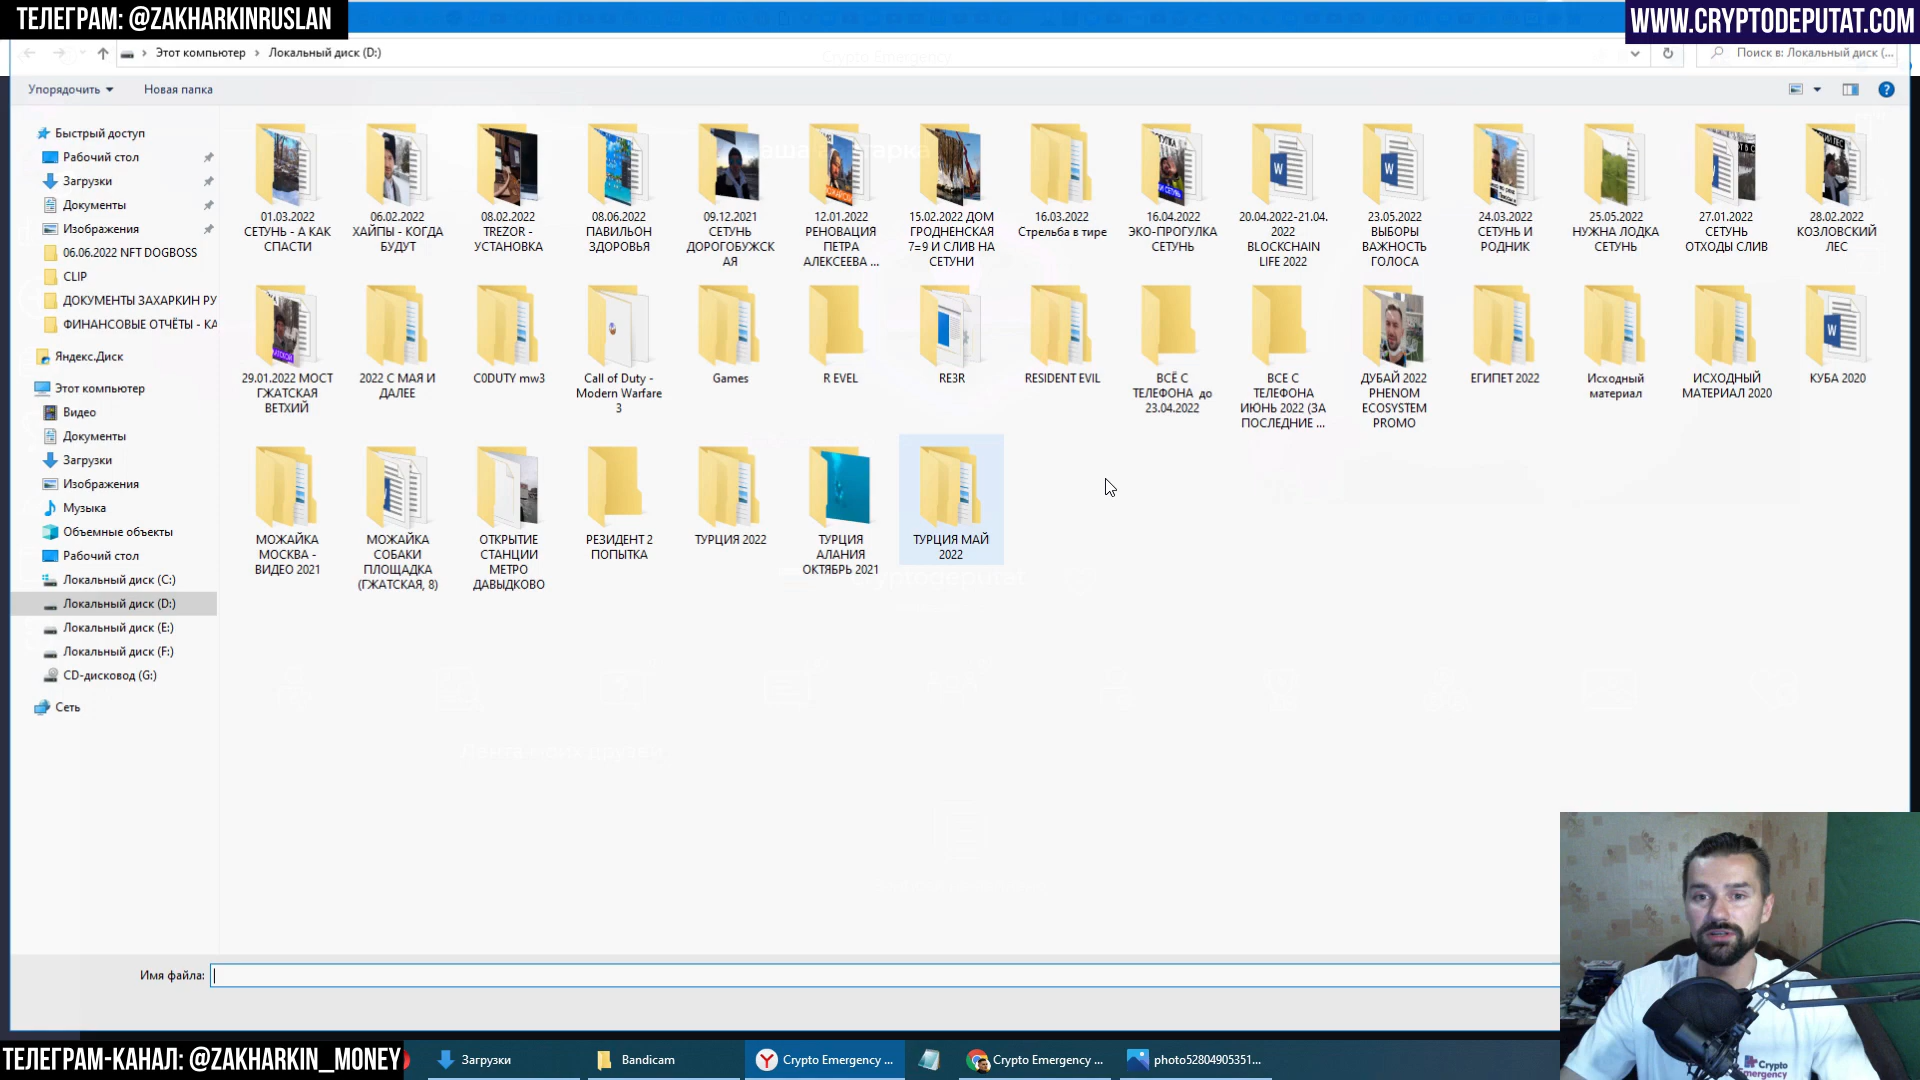 ТЕЛЕГРАМ: @ZAKHARKINRUSLAN
WWW.CRYPTODEPUTAT.COM
Этот компьютер
Локальный диск (D:)
Поиск в: Локальный диск (...
Упорядочить
Новая папка
Быстрый доступ
Рабочий стол
Загрузки
Документы
Изображения
06.06.2022 NFT DOGBOSS
CLIP
ДОКУМЕНТЫ ЗАХАРКИН РУ
ФИНАНСОВЫЕ ОТЧЁТЫ - КА
Яндекс.Диск
Этот компьютер
Видео
Документы
Загрузки
Изображения
Музыка
Объемные объекты
Рабочий стол
Локальный диск (C:)
Локальный диск (D:)
Локальный диск (E:)
Локальный диск (F:)
CD-дисковод (G:)
Сеть
01.03.2022
СЕТУНЬ - А КАК
СПАСТИ
06.02.2022
ХАЙПЫ - КОГДА
БУДУТ
08.02.2022
TREZOR -
УСТАНОВКА
08.06.2022
ПАВИЛЬОН
ЗДОРОВЬЯ
09.12.2021
СЕТУНЬ
ДОРОГОБУЖСК
АЯ
12.01.2022
РЕНОВАЦИЯ
ПЕТРА
АЛЕКСЕЕВА ...
15.02.2022 ДОМ
ГРОДНЕНСКАЯ
7=9 И СЛИВ НА
СЕТУНИ
16.03.2022
Стрельба в тире
16.04.2022
ЭКО-ПРОГУЛКА
СЕТУНЬ
20.04.2022-21.04.
2022
BLOCKCHAIN
LIFE 2022
23.05.2022
ВЫБОРЫ
ВАЖНОСТЬ
ГОЛОСА
24.03.2022
СЕТУНЬ И
РОДНИК
25.05.2022
НУЖНА ЛОДКА
СЕТУНЬ
27.01.2022
СЕТУНЬ
ОТХОДЫ СЛИВ
28.02.2022
КОЗЛОВСКИЙ
ЛЕС
29.01.2022 МОСТ
ГЖАТСКАЯ
ВЕТХИЙ
2022 С МАЯ И
ДАЛЕЕ
C0DUTY mw3
Call of Duty -
Modern Warfare
3
Games
R EVEL
RE3R
RESIDENT EVIL
ВСЁ С
ТЕЛЕФОНА до
23.04.2022
ВСЕ С
ТЕЛЕФОНА
ИЮНЬ 2022 (ЗА
ПОСЛЕДНИЕ ...
ДУБАЙ 2022
PHENOM
ECOSYSTEM
PROMO
ЕГИПЕТ 2022
Исходный
материал
ИСХОДНЫЙ
МАТЕРИАЛ 2020
КУБА 2020
МОЖАЙКА
МОСКВА -
ВИДЕО 2021
МОЖАЙКА
СОБАКИ
ПЛОЩАДКА
(ГЖАТСКАЯ, 8)
ОТКРЫТИЕ
СТАНЦИИ
МЕТРО
ДАВЫДКОВО
РЕЗИДЕНТ 2
ПОПЫТКА
ТУРЦИЯ 2022
ТУРЦИЯ
АЛАНИЯ
ОКТЯБРЬ 2021
ТУРЦИЯ МАЙ
2022
Имя файла:
ТЕЛЕГРАМ-КАНАЛ: @ZAKHARKIN_MONEY
Загрузки
Bandicam
Crypto Emergency ...
Crypto Emergency ...
photo52804905351...
Crypto
Emergency